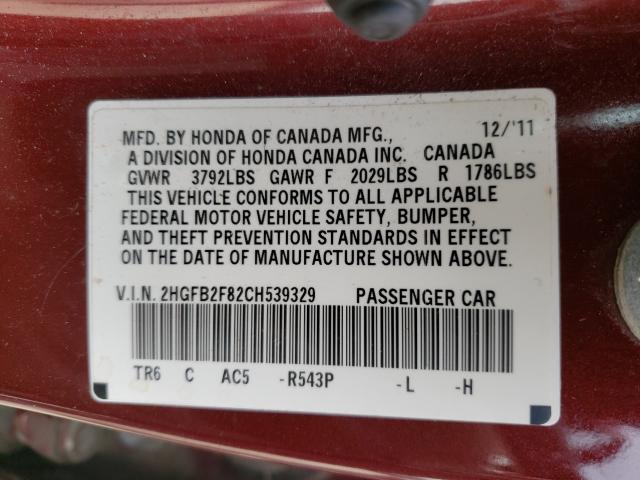 MFD. BY HONDA OF CANADA MFG., 12/'11
A DIVISION OF HONDA CANADA INC. CANADA
GVWR 3792LBS GAWR F 2029LBS R 1786LBS
THIS VEHICLE CONFORMS TO ALL APPLICABLE
FEDERAL MOTOR VEHICLE SAFETY, BUMPER,
AND THEFT PREVENTION STANDARDS IN EFFECT
ON THE DATE OF MANUFACTURE SHOWN ABOVE.
V.I.N. 2HGFB2F82CH539329 PASSENGER CAR
TR6 C AC5 -R543P -L -H